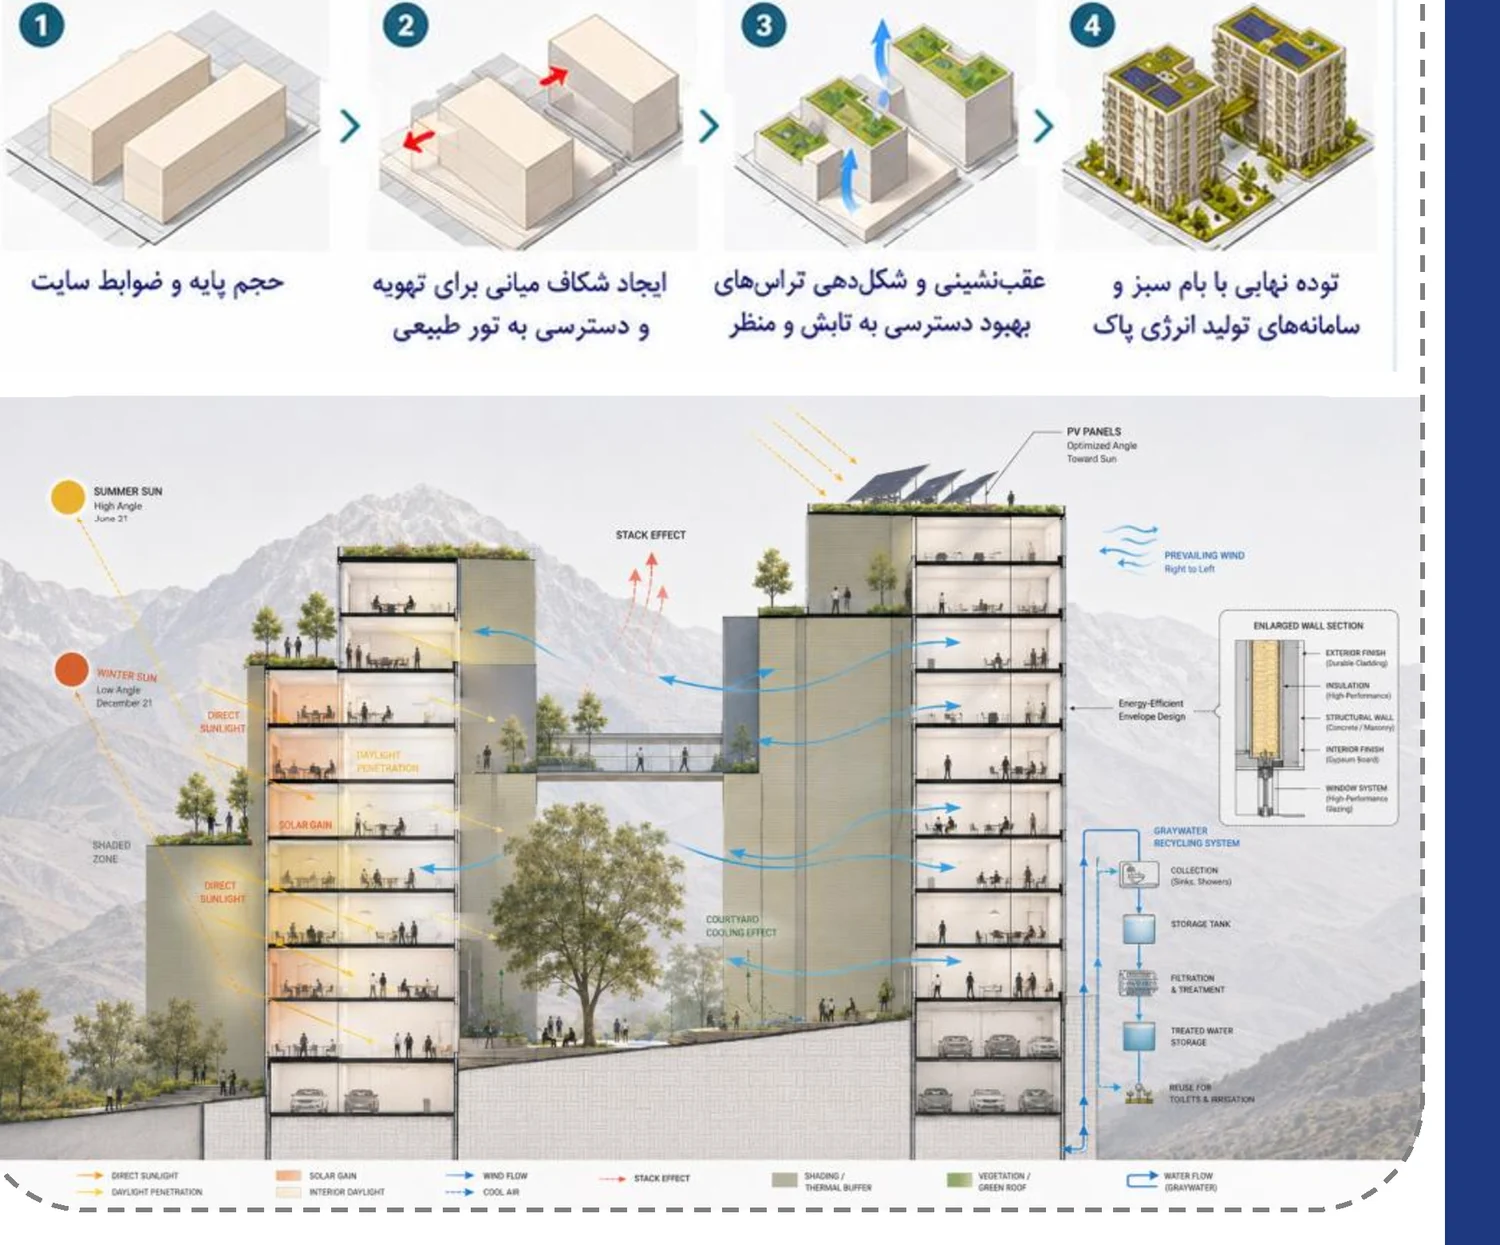 1
2
3
4
حجم پایه و ضوابط سایت
ایجاد شکاف میانی برای تهویه
و دسترسی به تور طبیعی
عقب‌نشینی و شکل‌دهی تراس‌های
بهبود دسترسی به تابش و منظر
توده نهایی با بام سبز و
سامانه‌های تولید انرژی پاک
SUMMER SUN
High Angle
June 21
WINTER SUN
Low Angle
December 21
SHADED
ZONE
DIRECT
SUNLIGHT
DIRECT
SUNLIGHT
DAYLIGHT
PENETRATION
SOLAR GAIN
STACK EFFECT
COURTYARD
COOLING EFFECT
PV PANELS
Optimized Angle
Toward Sun
PREVAILING WIND
Right to Left
Energy-Efficient
Envelope Design
ENLARGED WALL SECTION
EXTERIOR FINISH
(Durable Cladding)
INSULATION
(High-Performance)
STRUCTURAL WALL
(Concrete / Masonry)
INTERIOR FINISH
(Gypsum Board)
WINDOW SYSTEM
(High-Performance
Glazing)
GRAYWATER
RECYCLING SYSTEM
COLLECTION
(Sinks, Showers)
STORAGE TANK
FILTRATION
& TREATMENT
TREATED WATER
STORAGE
REUSE FOR
TOILETS & IRRIGATION
DIRECT SUNLIGHT
DAYLIGHT PENETRATION
SOLAR GAIN
INTERIOR DAYLIGHT
WIND FLOW
COOL AIR
STACK EFFECT
SHADING /
THERMAL BUFFER
VEGETATION /
GREEN ROOF
WATER FLOW
(GRAYWATER)